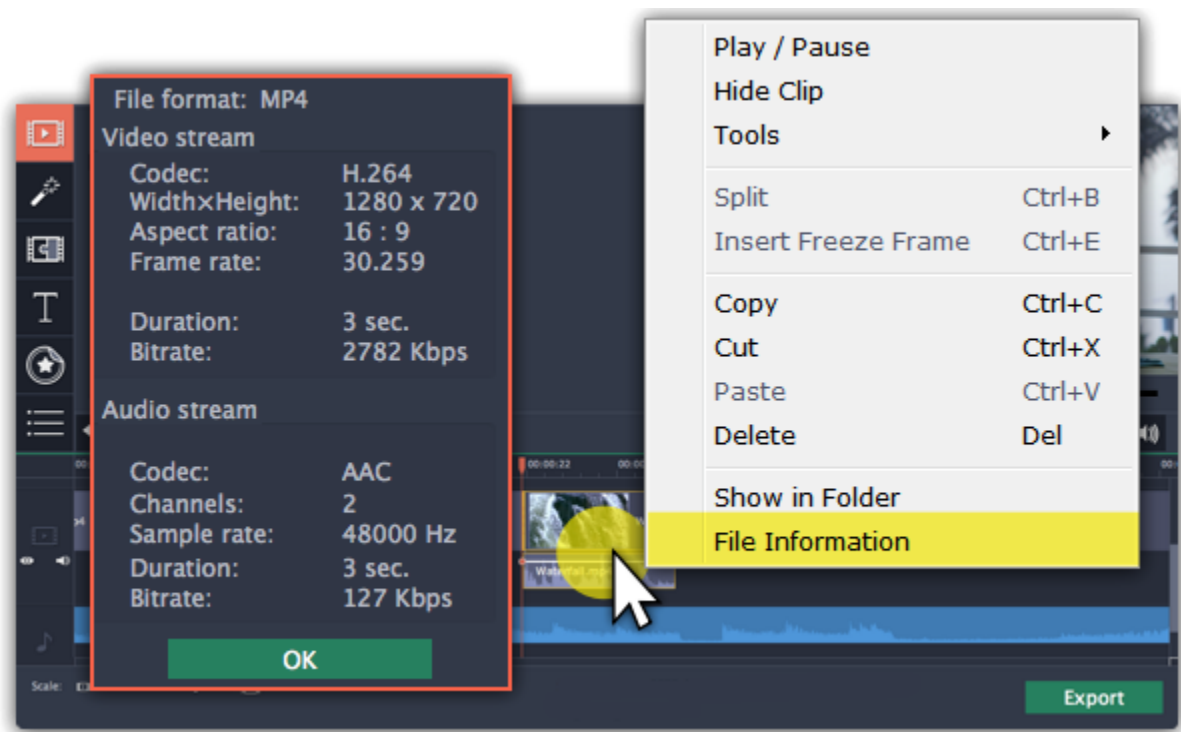 File format: MP4
Video stream
Codec: H.264
Width×Height: 1280 x 720
Aspect ratio: 16 : 9
Frame rate: 30.259
Duration: 3 sec.
Bitrate: 2782 Kbps
Audio stream
Codec: AAC
Channels: 2
Sample rate: 48000 Hz
Duration: 3 sec.
Bitrate: 127 Kbps
OK
Play / Pause
Hide Clip
Tools
Split Ctrl+B
Insert Freeze Frame Ctrl+E
Copy Ctrl+C
Cut Ctrl+X
Paste Ctrl+V
Delete Del
Show in Folder
File Information
T
00:00:22
Scale:
Export